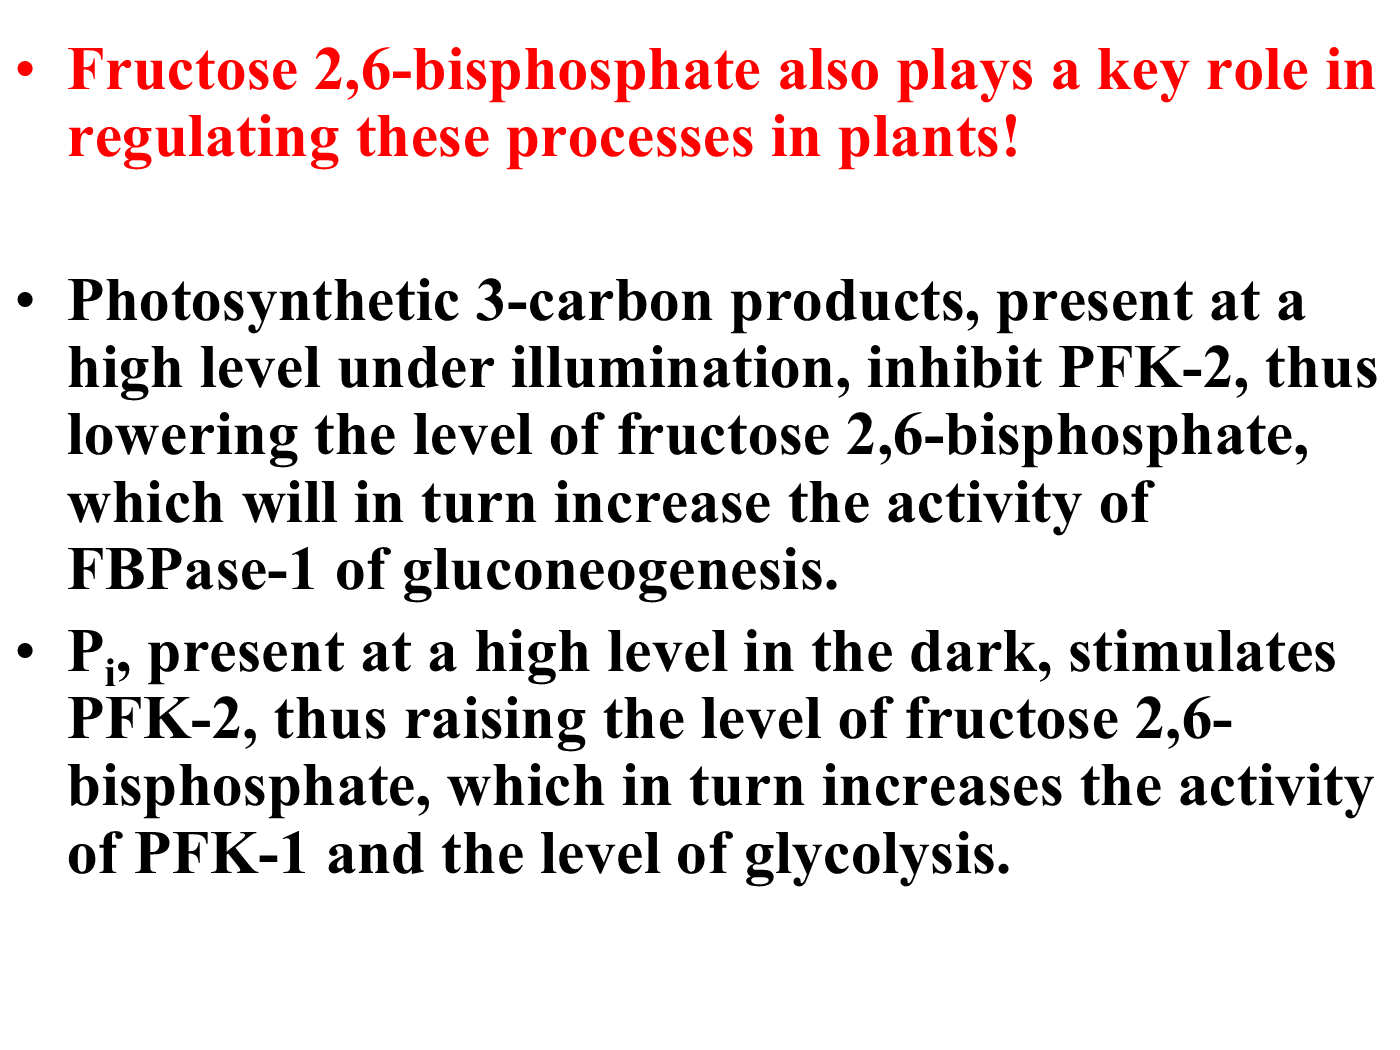 • Fructose 2,6-bisphosphate also plays a key role in
regulating these processes in plants!
• Photosynthetic 3-carbon products, present at a
high level under illumination, inhibit PFK-2, thus
lowering the level of fructose 2,6-bisphosphate,
which will in turn increase the activity of
FBPase-1 of gluconeogenesis.
• Pi, present at a high level in the dark, stimulates
PFK-2, thus raising the level of fructose 2,6-
bisphosphate, which in turn increases the activity
of PFK-1 and the level of glycolysis.